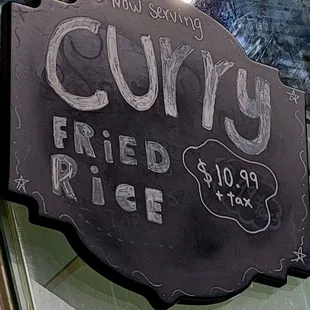 Now serving
CURRY
FRiED
RiCE
$10.99
+ tax